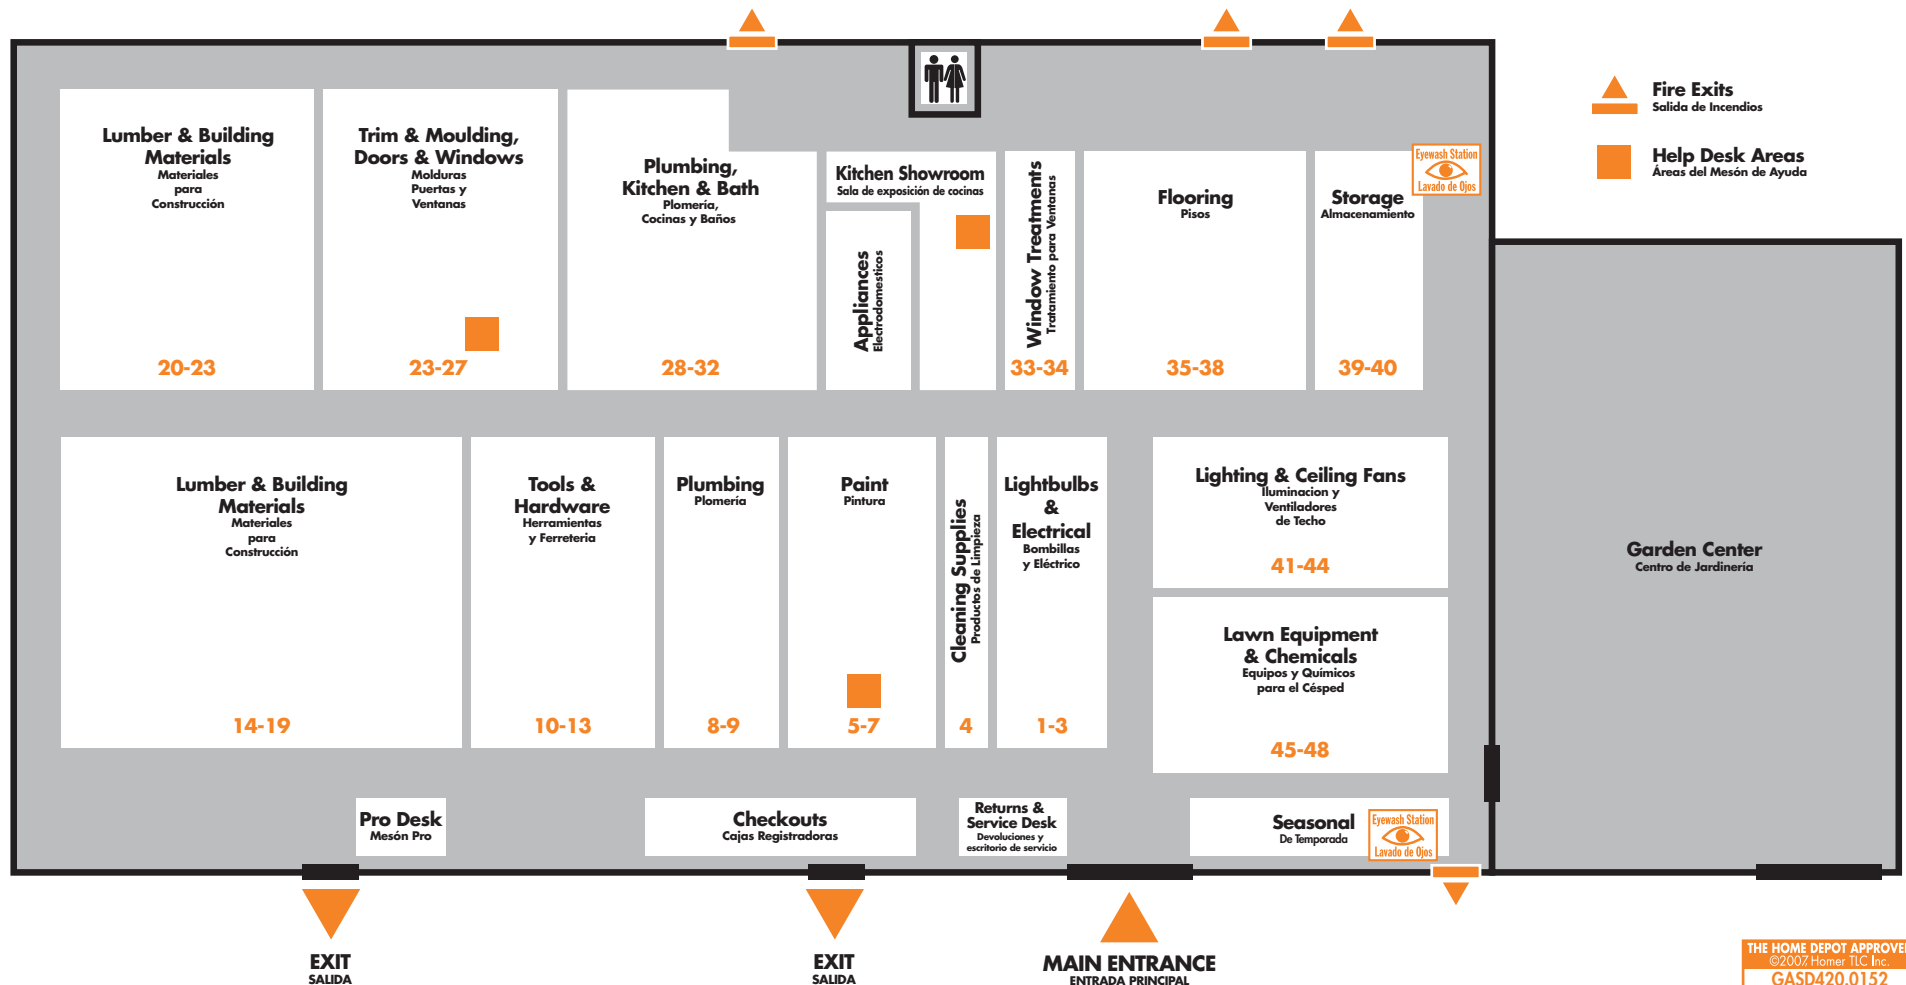 Fire Exits
Salida de Incendios
Help Desk Areas
Áreas del Mesón de Ayuda
Lumber & Building
Materials
Materiales
para
Construcción
20-23
Trim & Moulding,
Doors & Windows
Molduras
Puertas y
Ventanas
23-27
Plumbing,
Kitchen & Bath
Plomería,
Cocinas y Baños
28-32
Kitchen Showroom
Sala de exposición de cocinas
Appliances
Electrodomesticos
Window Treatments
Tratamiento para Ventanas
33-34
Flooring
Pisos
35-38
Storage
Almacenamiento
39-40
Eyewash Station
Lavado de Ojos
Lumber & Building
Materials
Materiales
para
Construcción
14-19
Tools &
Hardware
Herramientas
y Ferreteria
10-13
Plumbing
Plomería
8-9
Paint
Pintura
5-7
Cleaning Supplies
Productos de Limpieza
4
Lightbulbs
&
Electrical
Bombillas
y Eléctrico
1-3
Lighting & Ceiling Fans
Iluminacion y
Ventiladores
de Techo
41-44
Lawn Equipment
& Chemicals
Equipos y Químicos
para el Césped
45-48
Garden Center
Centro de Jardinería
Pro Desk
Mesón Pro
Checkouts
Cajas Registradoras
Returns &
Service Desk
Devoluciones y
escritorio de servicio
Seasonal
De Temporada
Eyewash Station
Lavado de Ojos
EXIT
SALIDA
EXIT
SALIDA
MAIN ENTRANCE
ENTRADA PRINCIPAL
THE HOME DEPOT APPROVED
©2007, Homer TLC Inc.
GASD420.0152